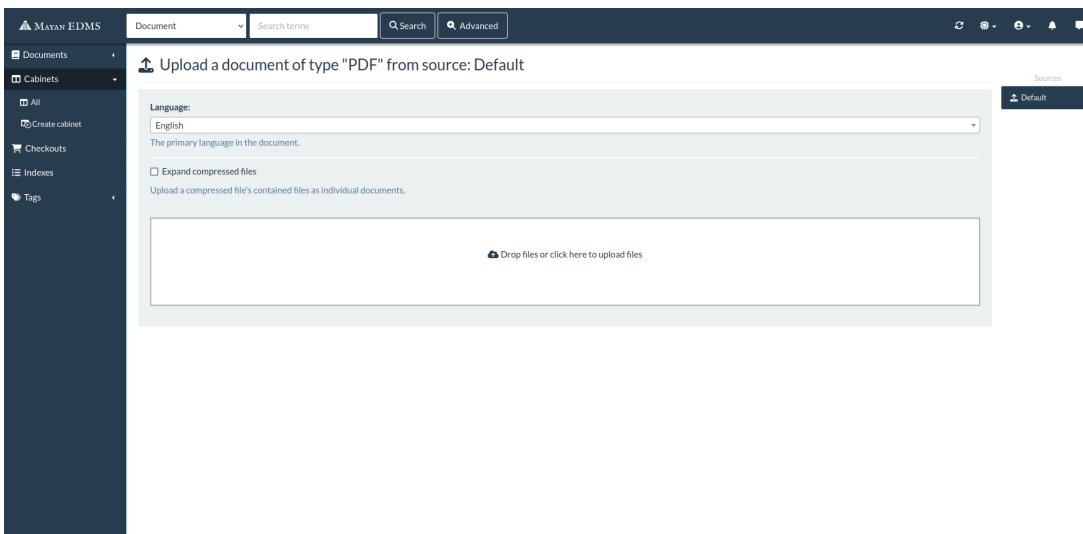 Mayan EDMS
Document
Search terms
Search
Advanced
Documents
Cabinets
All
Create cabinet
Checkouts
Indexes
Tags
Upload a document of type "PDF" from source: Default
Language:
English
The primary language in the document.
Expand compressed files
Upload a compressed file's contained files as individual documents.
Drop files or click here to upload files
Sources
Default